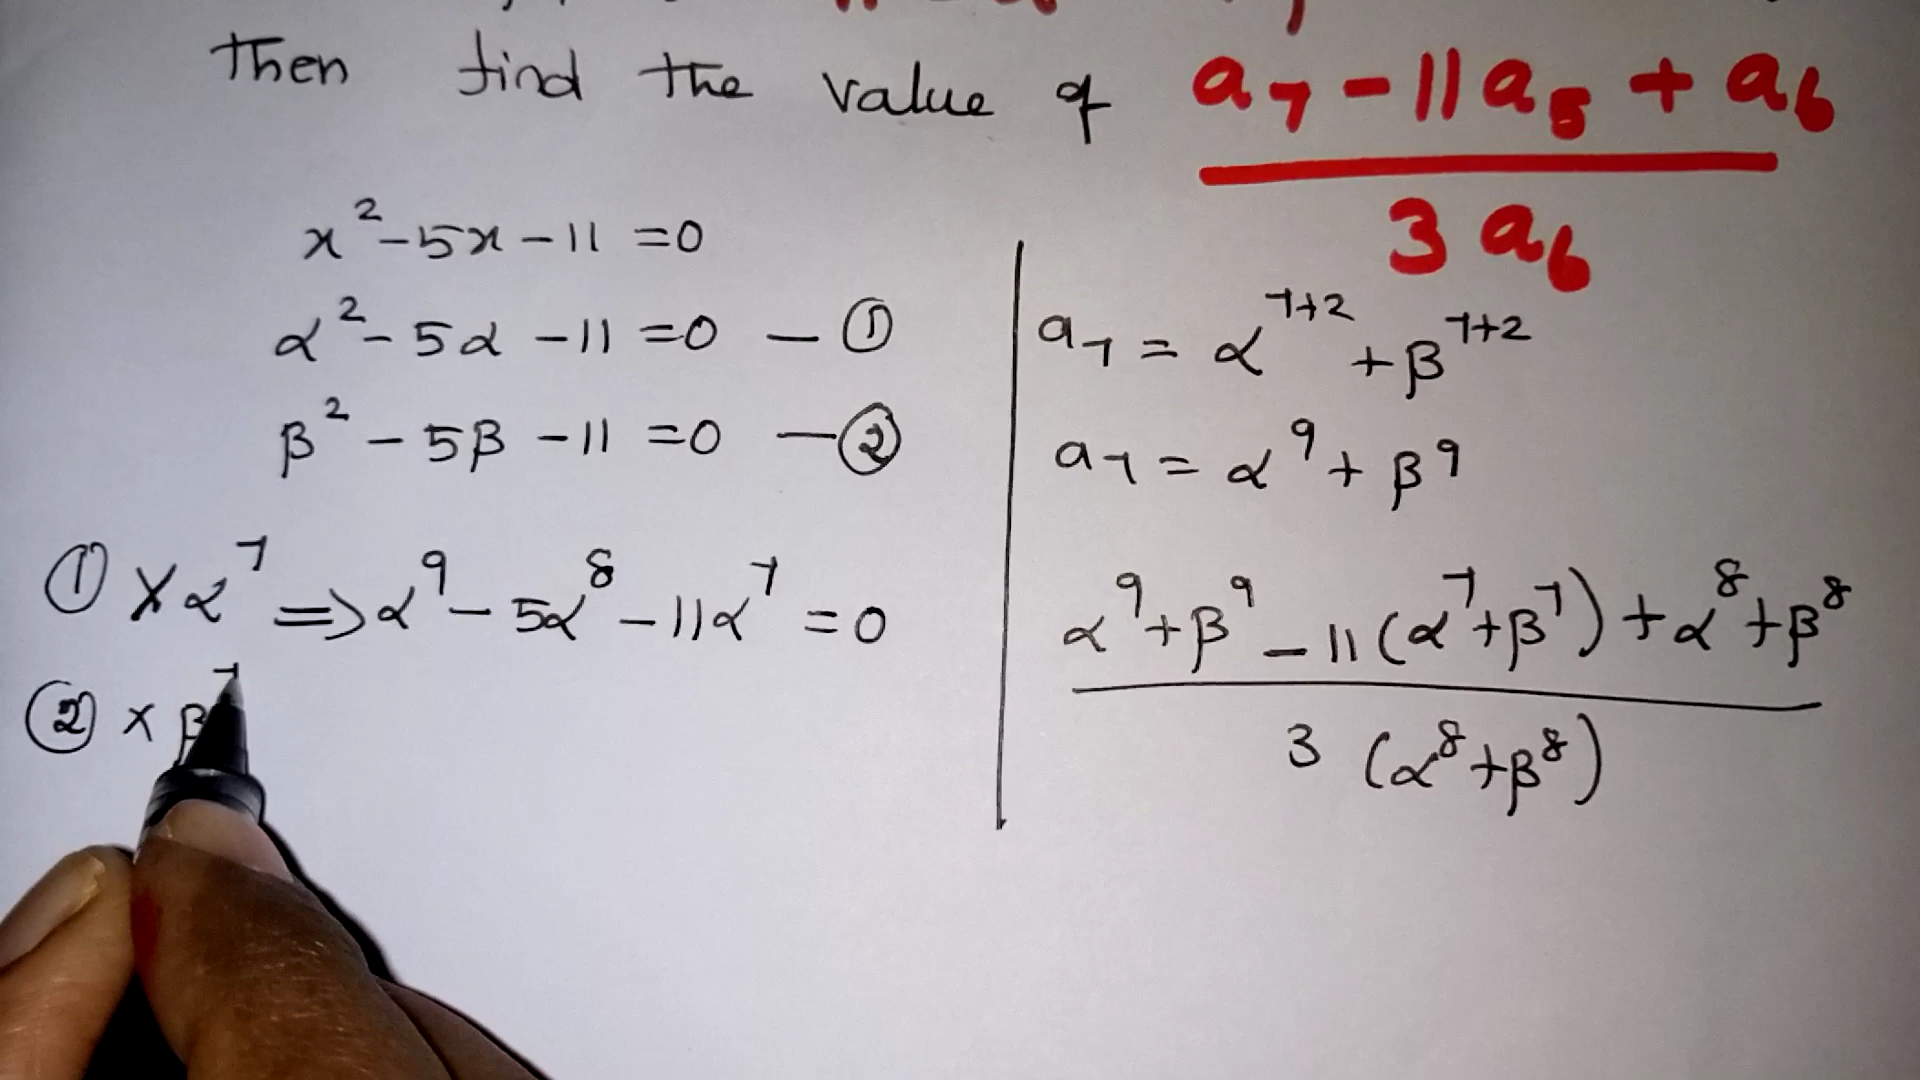 Then find the value of a₇ - 11a₅ + a₆
3a₆
x² - 5x - 11 = 0
α² - 5α - 11 = 0 — ①
β² - 5β - 11 = 0 — ②
① × α⁷ ⇒ α⁹ - 5α⁸ - 11α⁷ = 0
② × β⁷
a₇ = α⁷⁺² + β⁷⁺²
a₇ = α⁹ + β⁹
α⁹ + β⁹ - 11(α⁷ + β⁷) + α⁸ + β⁸
3 (α⁸ + β⁸)